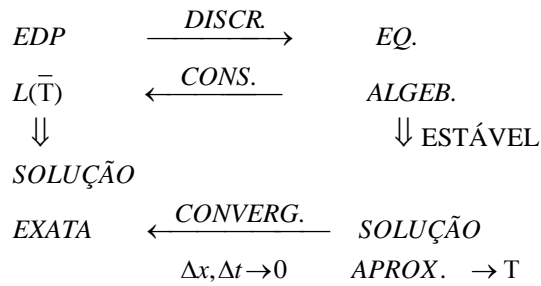 DISCR.
EDP ⟶ EQ.
CONS.
L(T̅) ⟵ ALGEB.
⇓ ⇓ ESTÁVEL
SOLUÇÃO
CONVERG.
EXATA ⟵ SOLUÇÃO
Δx,Δt→0 APROX. → T